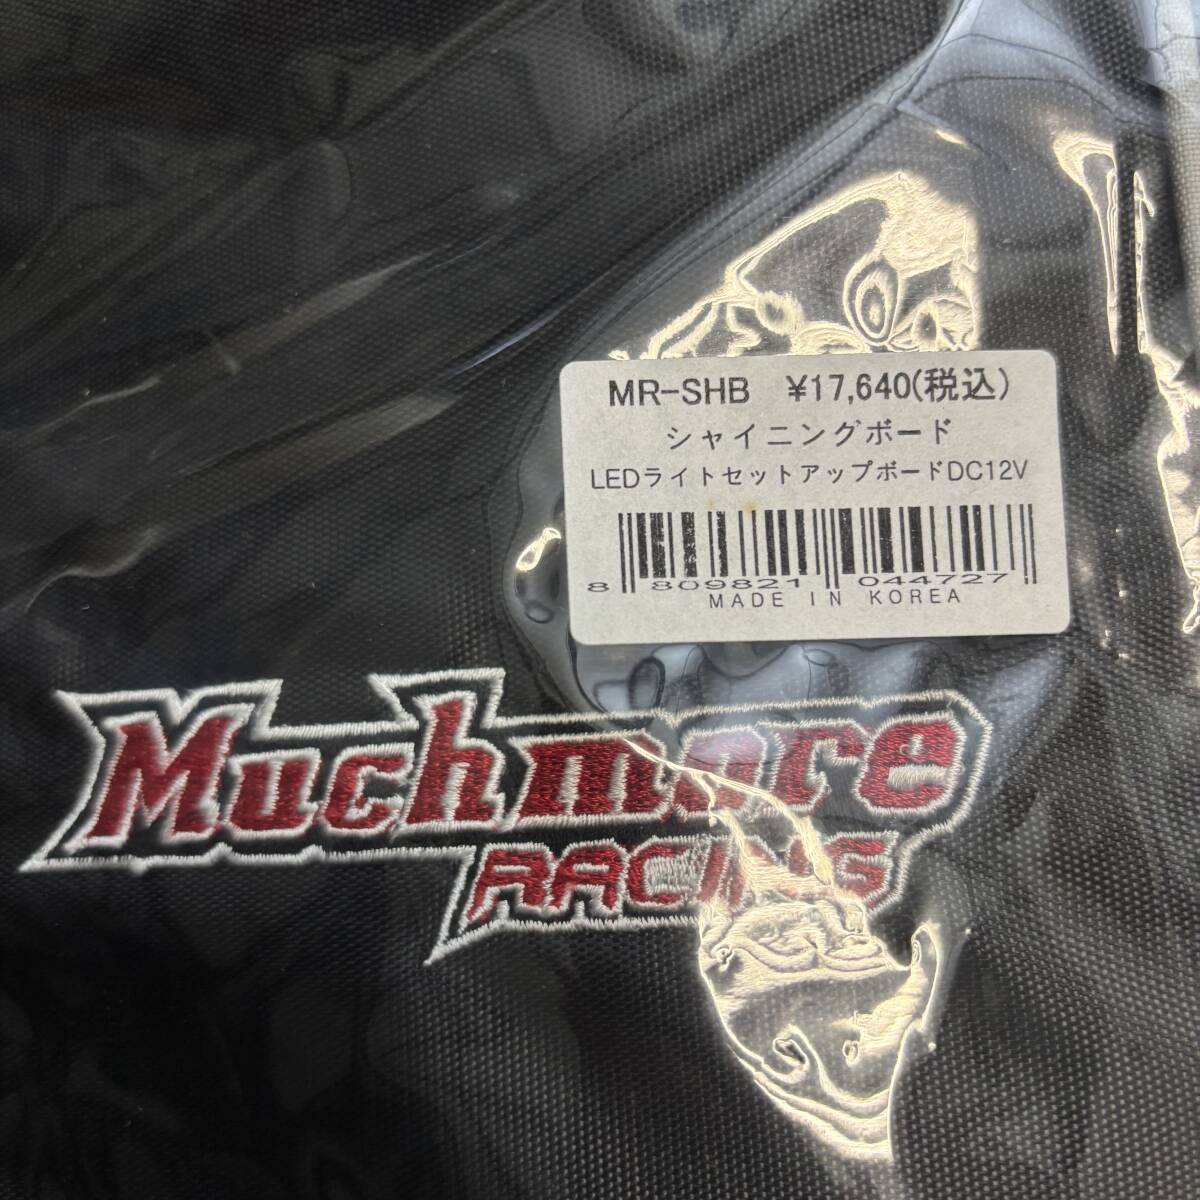 MR-SHB ¥17,640(税込)
シャイニングボード
LEDライトセットアップボードDC12V
8 809821 044727
MADE IN KOREA
Muchmore
RACING